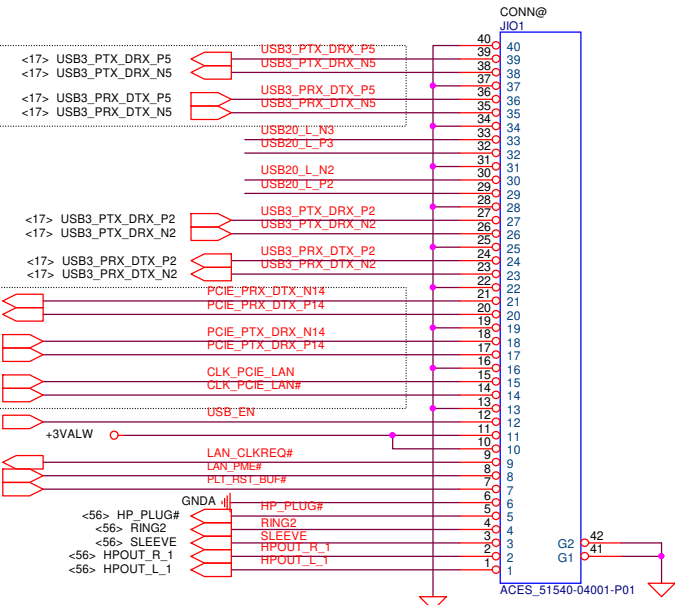 CONN@
JIO1
40 40
<17> USB3_PTX_DRX_P5 USB3_PTX_DRX_P5 39 39
<17> USB3_PTX_DRX_N5 USB3_PTX_DRX_N5 38 38
37 37
<17> USB3_PRX_DTX_P5 USB3_PRX_DTX_P5 36 36
<17> USB3_PRX_DTX_N5 USB3_PRX_DTX_N5 35 35
34 34
USB20_L_N3 33 33
USB20_L_P3 32 32
31 31
USB20_L_N2 30 30
USB20_L_P2 29 29
28 28
<17> USB3_PTX_DRX_P2 USB3_PTX_DRX_P2 27 27
<17> USB3_PTX_DRX_N2 USB3_PTX_DRX_N2 26 26
25 25
<17> USB3_PRX_DTX_P2 USB3_PRX_DTX_P2 24 24
<17> USB3_PRX_DTX_N2 USB3_PRX_DTX_N2 23 23
22 22
PCIE_PRX_DTX_N14 21 21
PCIE_PRX_DTX_P14 20 20
19 19
PCIE_PTX_DRX_N14 18 18
PCIE_PTX_DRX_P14 17 17
16 16
CLK_PCIE_LAN 15 15
CLK_PCIE_LAN# 14 14
13 13
USB_EN 12 12
+3VALW 11 11
10 10
LAN_CLKREQ# 9 9
LAN_PME# 8 8
PLT_RST_BUF# 7 7
GNDA 6 6
<56> HP_PLUG# HP_PLUG# 5 5
<56> RING2 RING2 4 4
<56> SLEEVE SLEEVE 3 3 G2 42
<56> HPOUT_R_1 HPOUT_R_1 2 2 G1 41
<56> HPOUT_L_1 HPOUT_L_1 1 1
ACES_51540-04001-P01